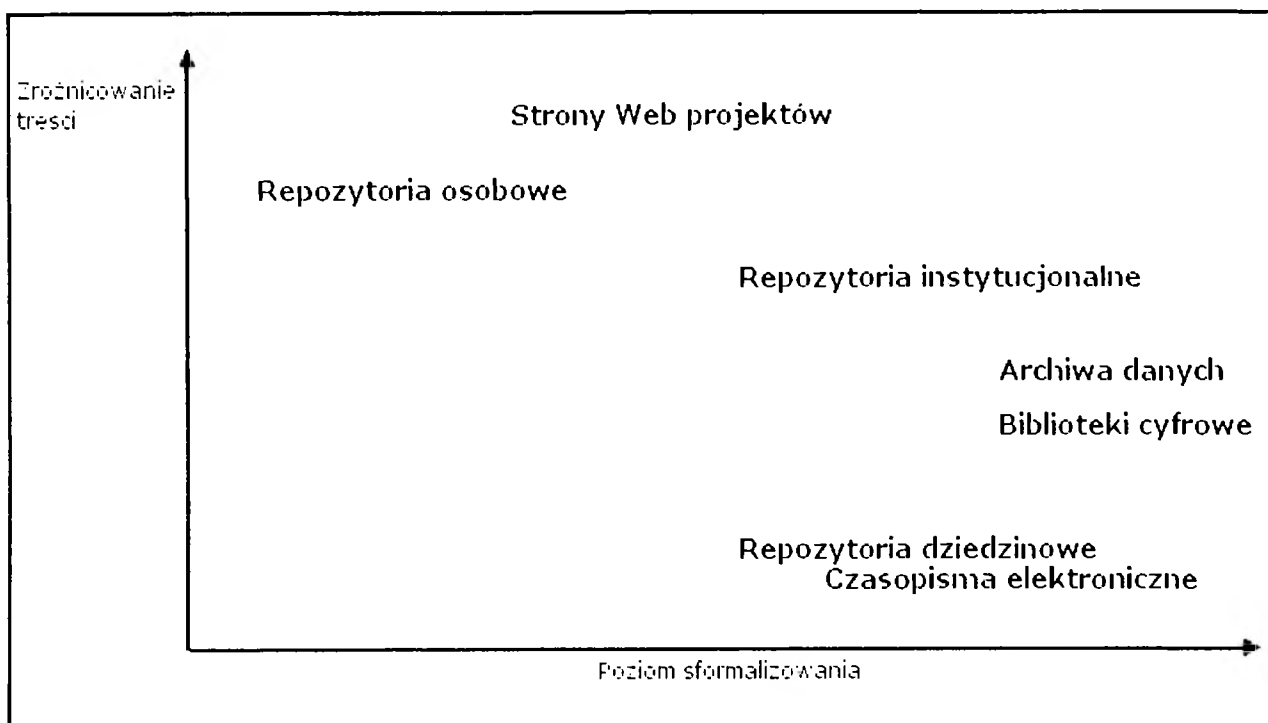 Zróżnicowanie
treści
Strony Web projektów
Repozytoria osobowe
Repozytoria instytucjonalne
Archiwa danych
Biblioteki cyfrowe
Repozytoria dziedzinowe
Czasopisma elektroniczne
Poziom sformalizowania